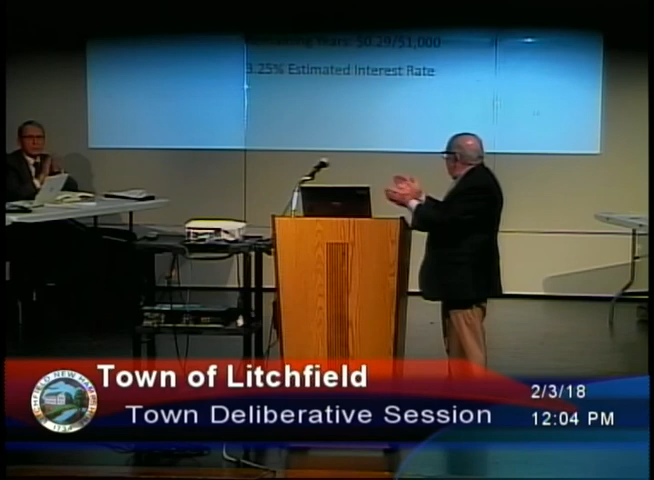 Years: $0.29/$1,000
3.25% Estimated Interest Rate
Town of Litchfield
Town Deliberative Session
2/3/18
12:04 PM